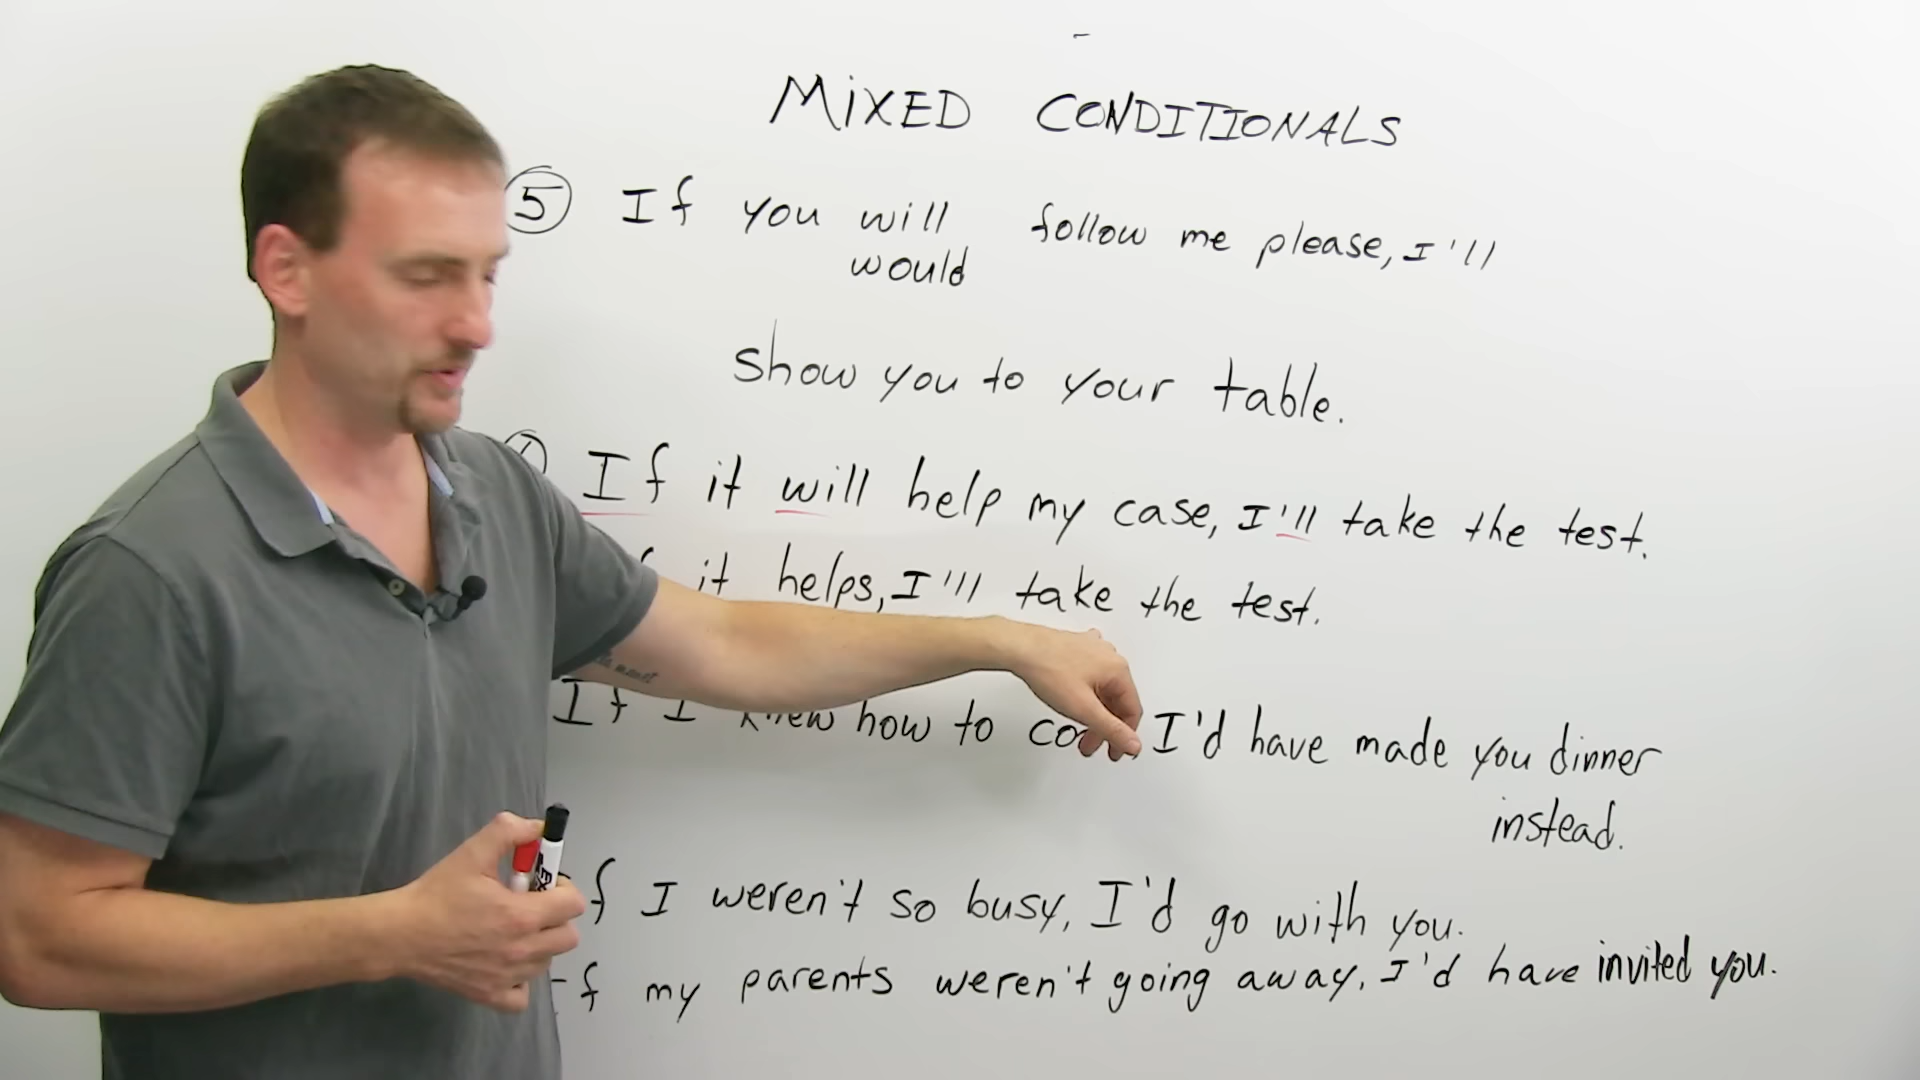 MiXED CONDITIONALS
5 If you will follow me please, I'll
would
show you to your table.
If it will help my case, I'll take the test.
it helps, I'll take the test.
If I knew how to I'd have made you dinner
instead.
I weren't so busy, I'd go with you.
my parents weren't going away, I'd have invited you.